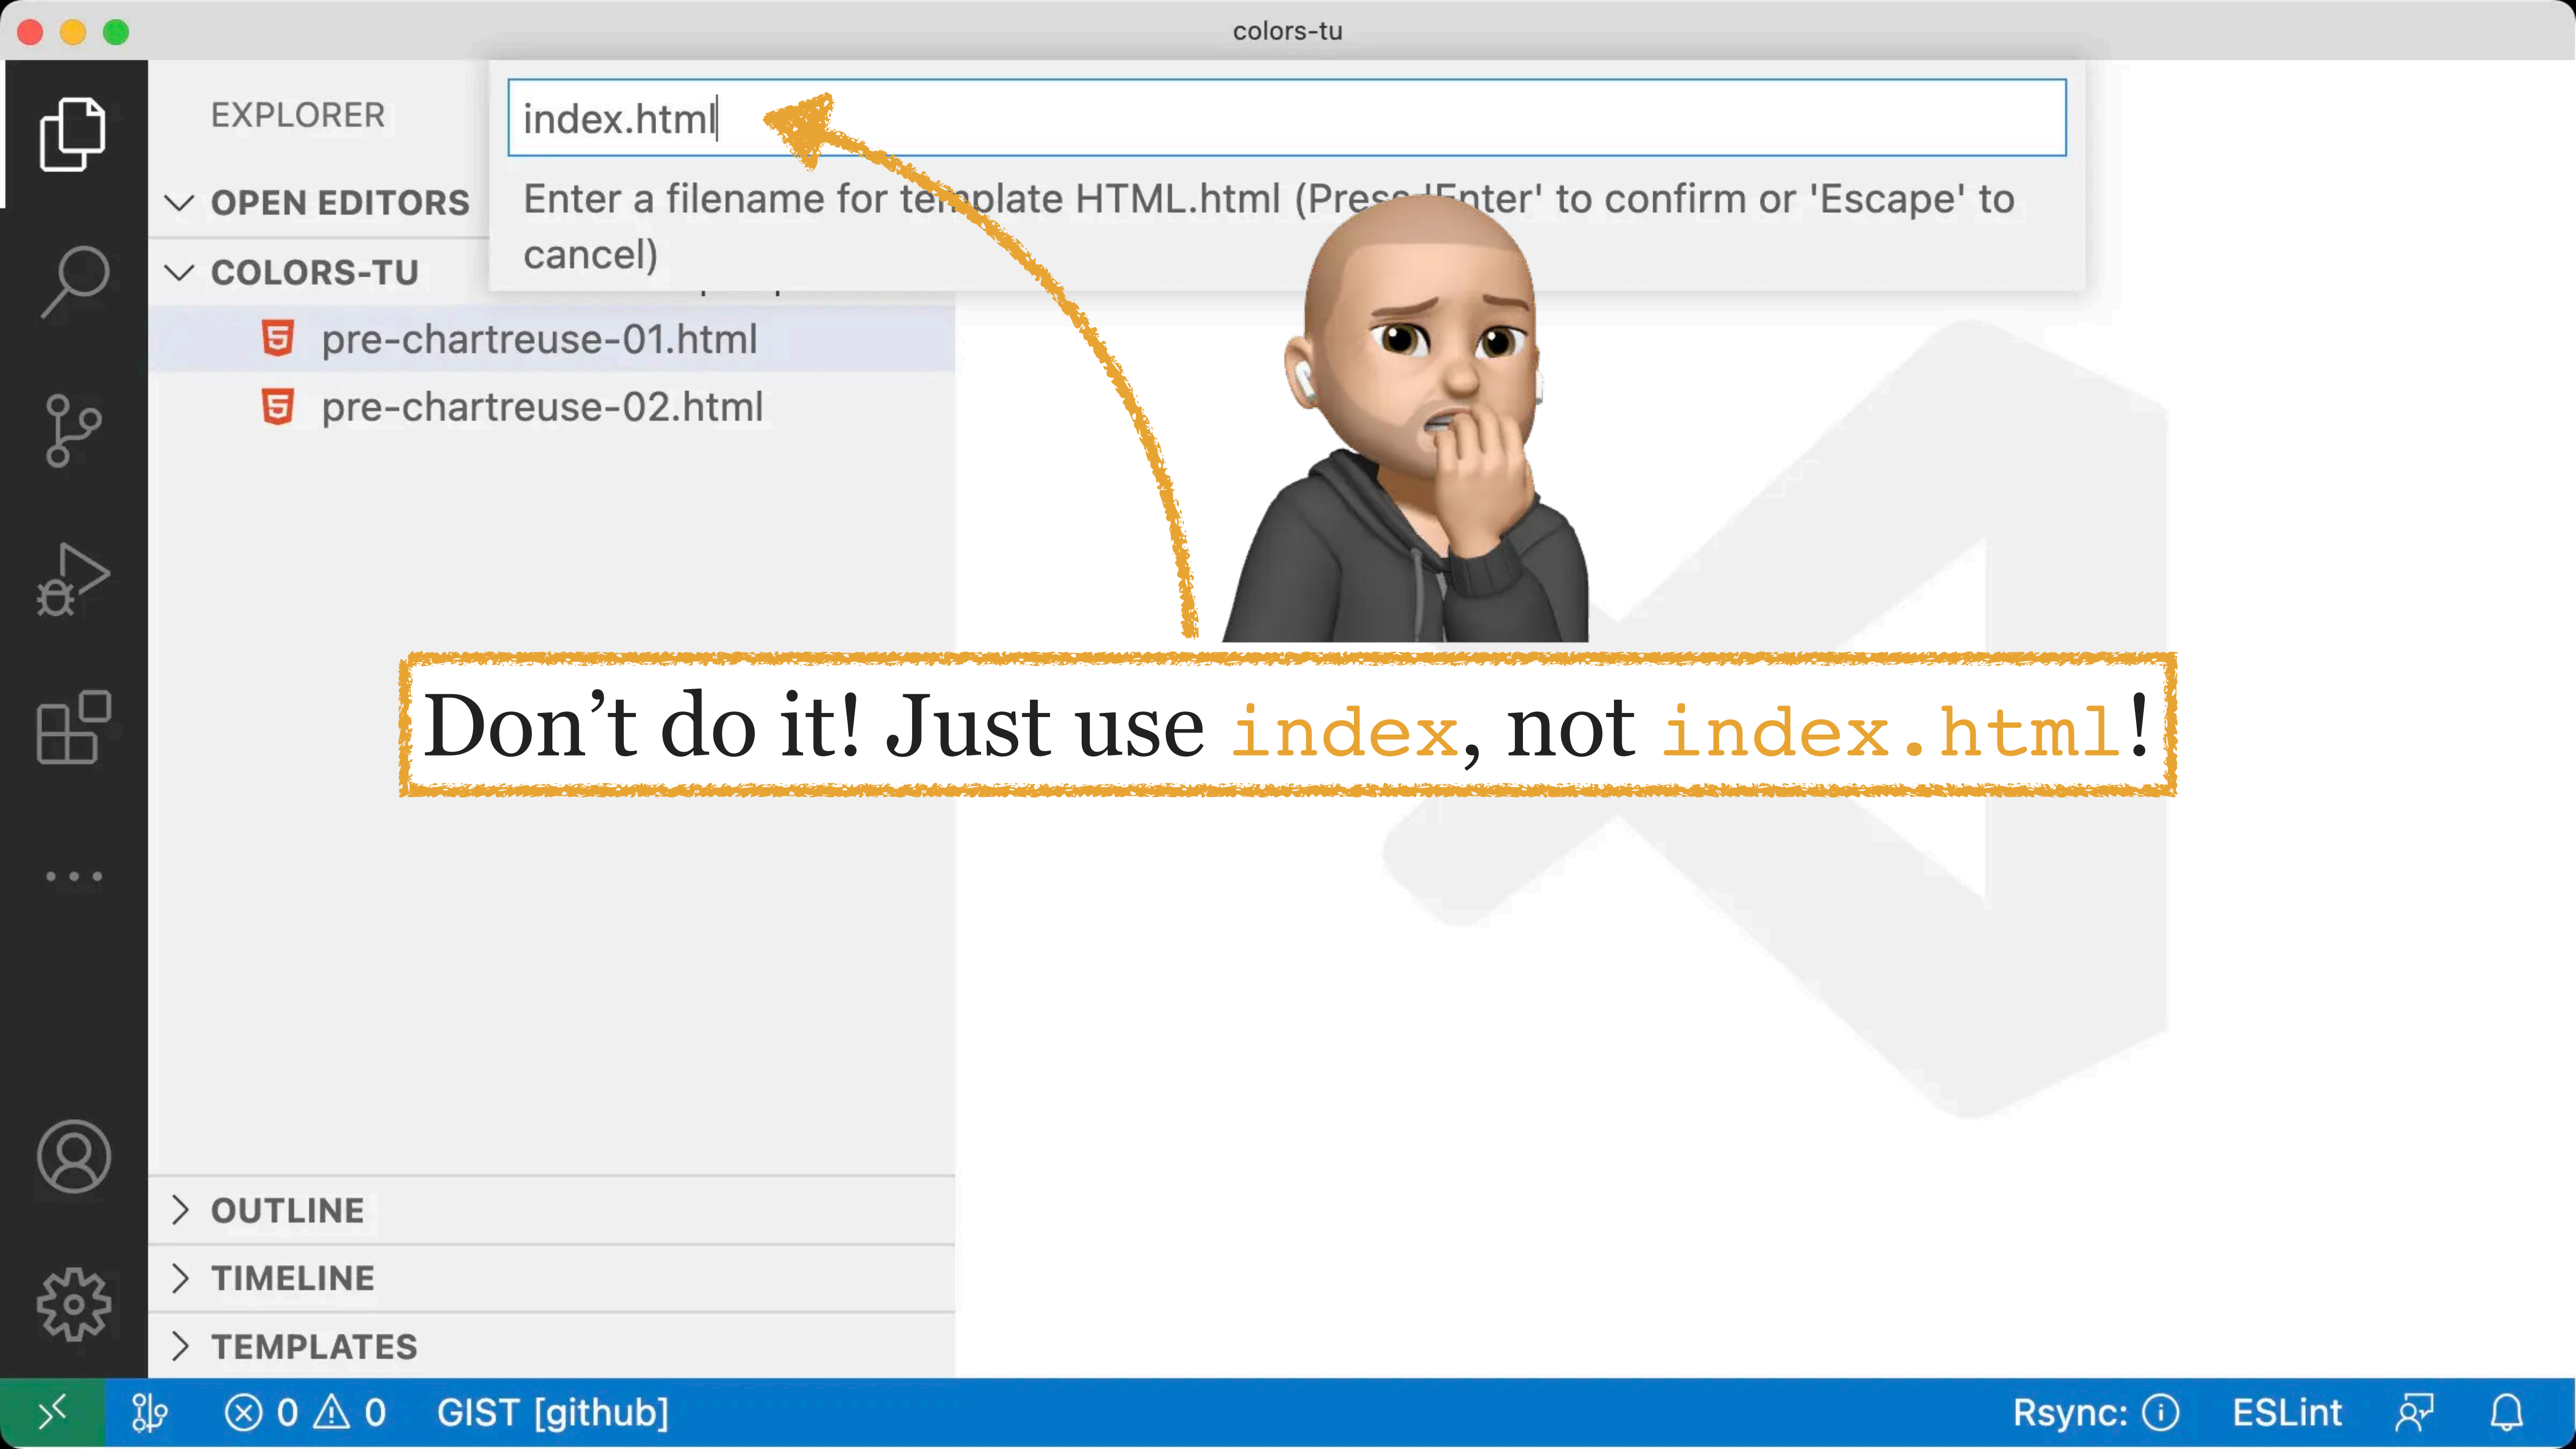 colors-tu
EXPLORER
index.html
Enter a filename for template HTML.html (Press 'Enter' to confirm or 'Escape' to
cancel)
OPEN EDITORS
COLORS-TU
pre-chartreuse-01.html
pre-chartreuse-02.html
Don’t do it! Just use index, not index.html!
OUTLINE
TIMELINE
TEMPLATES
0 0 GIST [github] Rsync: ESLint